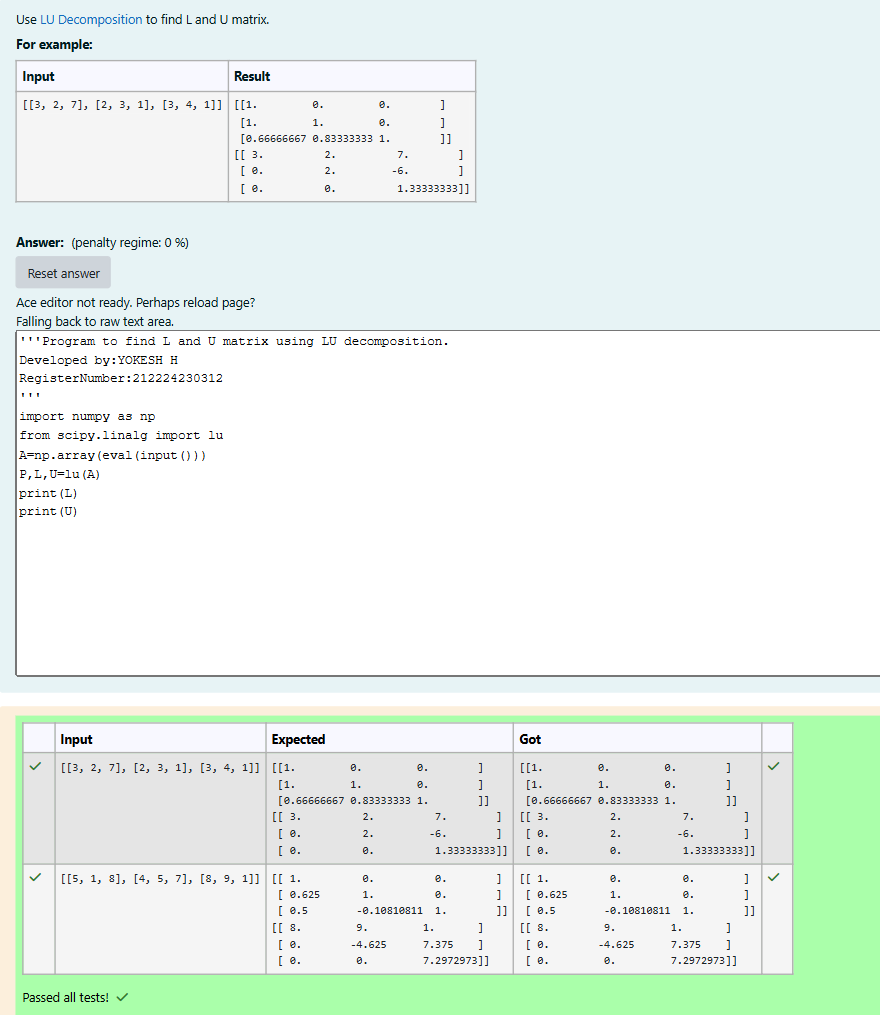 Use LU Decomposition to find L and U matrix.
For example:
Input Result
[[3, 2, 7], [2, 3, 1], [3, 4, 1]] [[1. 0. 0. ]
[1. 1. 0. ]
[0.66666667 0.83333333 1. ]]
[[ 3. 2. 7. ]
[ 0. 2. -6. ]
[ 0. 0. 1.33333333]]
Answer: (penalty regime: 0 %)
Reset answer
Ace editor not ready. Perhaps reload page?
Falling back to raw text area.
'''Program to find L and U matrix using LU decomposition.
Developed by:YOKESH H
RegisterNumber:212224230312
'''
import numpy as np
from scipy.linalg import lu
A=np.array(eval(input()))
P,L,U=lu(A)
print(L)
print(U)
Input Expected Got
[[3, 2, 7], [2, 3, 1], [3, 4, 1]] [[1. 0. 0. ] [[1. 0. 0. ]
[1. 1. 0. ] [1. 1. 0. ]
[0.66666667 0.83333333 1. ]] [0.66666667 0.83333333 1. ]]
[[ 3. 2. 7. ] [[ 3. 2. 7. ]
[ 0. 2. -6. ] [ 0. 2. -6. ]
[ 0. 0. 1.33333333]] [ 0. 0. 1.33333333]]
[[5, 1, 8], [4, 5, 7], [8, 9, 1]] [[ 1. 0. 0. ] [[ 1. 0. 0. ]
[ 0.625 1. 0. ] [ 0.625 1. 0. ]
[ 0.5 -0.10810811 1. ]] [ 0.5 -0.10810811 1. ]]
[[ 8. 9. 1. ] [[ 8. 9. 1. ]
[ 0. -4.625 7.375 ] [ 0. -4.625 7.375 ]
[ 0. 0. 7.2972973]] [ 0. 0. 7.2972973]]
Passed all tests!